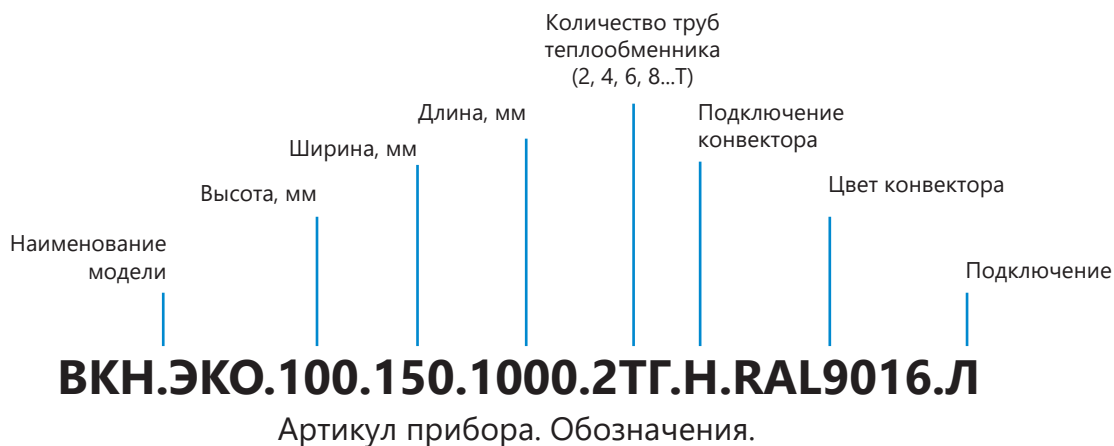 Количество труб
теплообменника
(2, 4, 6, 8...Т)
Длина, мм
Подключение
конвектора
Ширина, мм
Цвет конвектора
Высота, мм
Наименование
модели
Подключение
ВКН.ЭКО.100.150.1000.2ТГ.Н.RAL9016.Л
Артикул прибора. Обозначения.